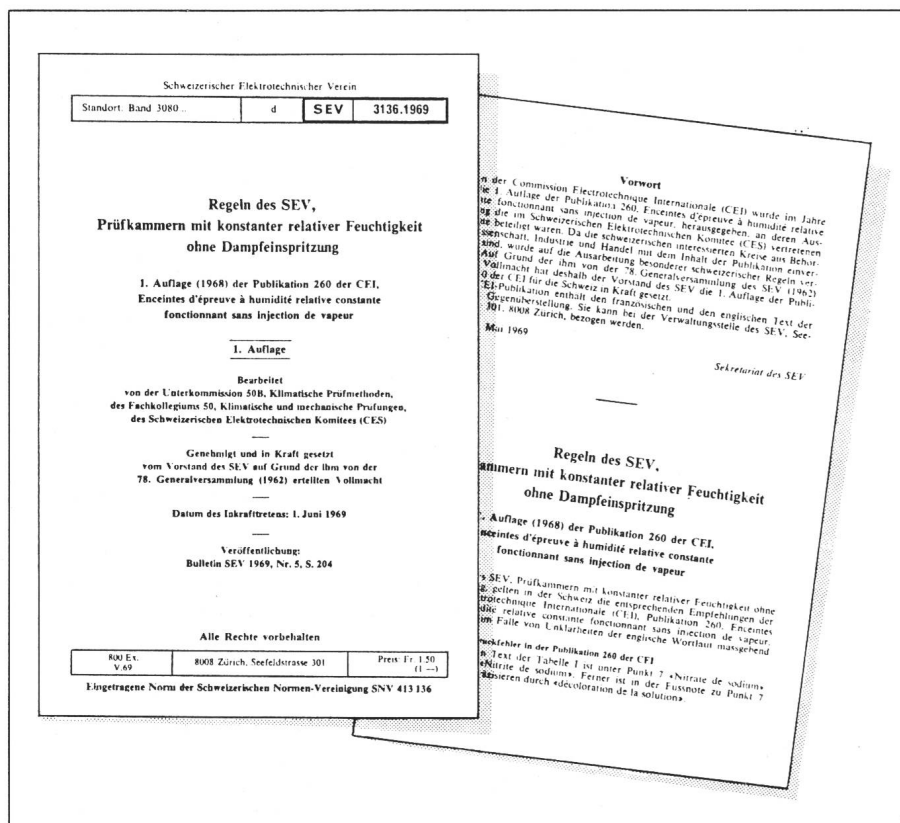 Schweizerischer Elektrotechnischer Verein
Standort: Band 3080 .. d SEV 3136.1969
Regeln des SEV,
Prüfkammern mit konstanter relativer Feuchtigkeit
ohne Dampfeinspritzung
1. Auflage (1968) der Publikation 260 der CEI,
Enceintes d'épreuve à humidité relative constante
fonctionnant sans injection de vapeur
1. Auflage
Bearbeitet
von der Unterkommission 50B, Klimatische Prüfmethoden,
des Fachkollegiums 50, Klimatische und mechanische Prüfungen,
des Schweizerischen Elektrotechnischen Komitees (CES)
Genehmigt und in Kraft gesetzt
vom Vorstand des SEV auf Grund der ihm von der
78. Generalversammlung (1962) erteilten Vollmacht
Datum des Inkrafttretens: 1. Juni 1969
Veröffentlichung:
Bulletin SEV 1969, Nr. 5, S. 204
Alle Rechte vorbehalten
800 Ex. V.69 8008 Zürich, Seefeldstrasse 301 Preis: Fr. 1.50 (1.—)
Eingetragene Norm der Schweizerischen Normen-Vereinigung SNV 413 136
Vorwort
der Commission Electrotechnique Internationale (CEI) wurde im Jahre
1. Auflage der Publikation 260, Enceintes d'épreuve à humidité relative
fonctionnant sans injection de vapeur, herausgegeben, an deren Aus-
die im Schweizerischen Elektrotechnischen Komitee (CES) vertretenen
beteiligt waren. Da die schweizerischen interessierten Kreise aus Behör-
Industrie und Handel mit dem Inhalt der Publikation einver-
sind, wurde auf die Ausarbeitung besonderer schweizerischer Regeln ver-
Auf Grund der ihm von der 78. Generalversammlung des SEV (1962)
Vollmacht hat deshalb der Vorstand des SEV die 1. Auflage der Publi-
der CEI für die Schweiz in Kraft gesetzt.
-Publikation enthält den französischen und den englischen Text in
Gegenüberstellung. Sie kann bei der Verwaltungsstelle des SEV, See-
301, 8008 Zürich, bezogen werden.
Mai 1969
Sekretariat des SEV
Regeln des SEV,
ammern mit konstanter relativer Feuchtigkeit
ohne Dampfeinspritzung
Auflage (1968) der Publikation 260 der CEI,
nceintes d'épreuve à humidité relative constante
fonctionnant sans injection de vapeur
SEV, Prüfkammern mit konstanter relativer Feuchtigkeit ohne
gelten in der Schweiz die entsprechenden Empfehlungen der
trotechnique Internationale (CEI), Publikation 260, Enceintes
relative constante fonctionnant sans injection de vapeur.
im Falle von Unklarheiten der englische Wortlaut massgebend
ruckfehler in der Publikation 260 der CEI
Text der Tabelle I ist unter Punkt 7 «Nitrate de sodium»
«Nitrite de sodium». Ferner ist in der Fussnote zu Punkt 7
durch «décoloration de la solution».